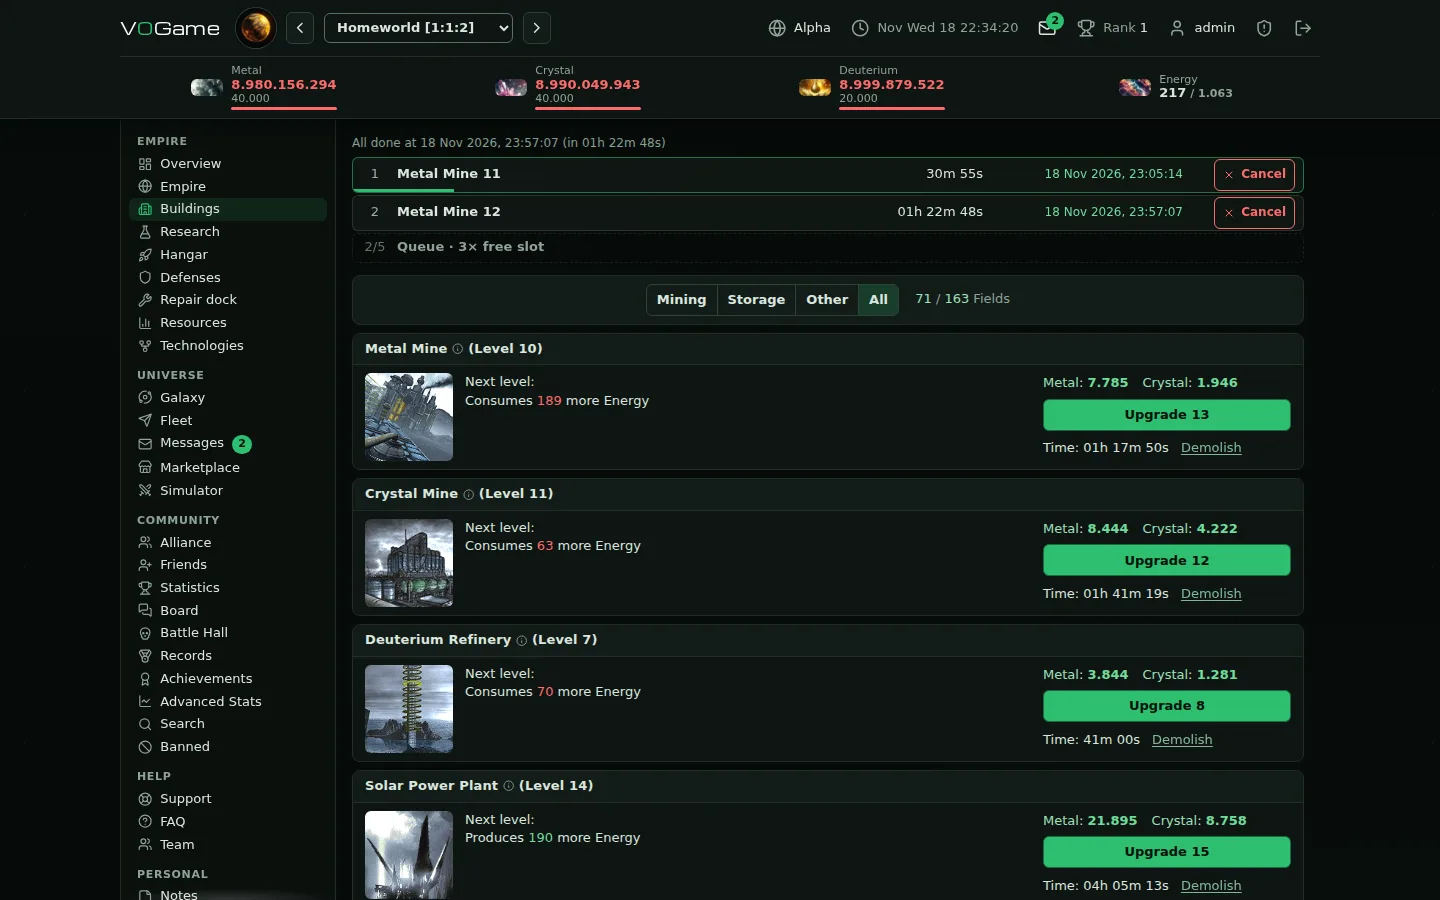 VOGame
Homeworld [1:1:2]
Alpha
Nov Wed 18 22:34:20
2
Rank 1
admin
Metal
8.980.156.294
40.000
Crystal
8.990.049.943
40.000
Deuterium
8.999.879.522
20.000
Energy
217 / 1.063
EMPIRE
Overview
Empire
Buildings
Research
Hangar
Defenses
Repair dock
Resources
Technologies
UNIVERSE
Galaxy
Fleet
Messages 2
Marketplace
Simulator
COMMUNITY
Alliance
Friends
Statistics
Board
Battle Hall
Records
Achievements
Advanced Stats
Search
Banned
HELP
Support
FAQ
Team
PERSONAL
Notes
All done at 18 Nov 2026, 23:57:07 (in 01h 22m 48s)
1 Metal Mine 11 30m 55s 18 Nov 2026, 23:05:14 Cancel
2 Metal Mine 12 01h 22m 48s 18 Nov 2026, 23:57:07 Cancel
2/5 Queue · 3× free slot
Mining Storage Other All 71 / 163 Fields
Metal Mine (Level 10)
Next level:
Consumes 189 more Energy
Metal: 7.785 Crystal: 1.946
Upgrade 13
Time: 01h 17m 50s Demolish
Crystal Mine (Level 11)
Next level:
Consumes 63 more Energy
Metal: 8.444 Crystal: 4.222
Upgrade 12
Time: 01h 41m 19s Demolish
Deuterium Refinery (Level 7)
Next level:
Consumes 70 more Energy
Metal: 3.844 Crystal: 1.281
Upgrade 8
Time: 41m 00s Demolish
Solar Power Plant (Level 14)
Next level:
Produces 190 more Energy
Metal: 21.895 Crystal: 8.758
Upgrade 15
Time: 04h 05m 13s Demolish